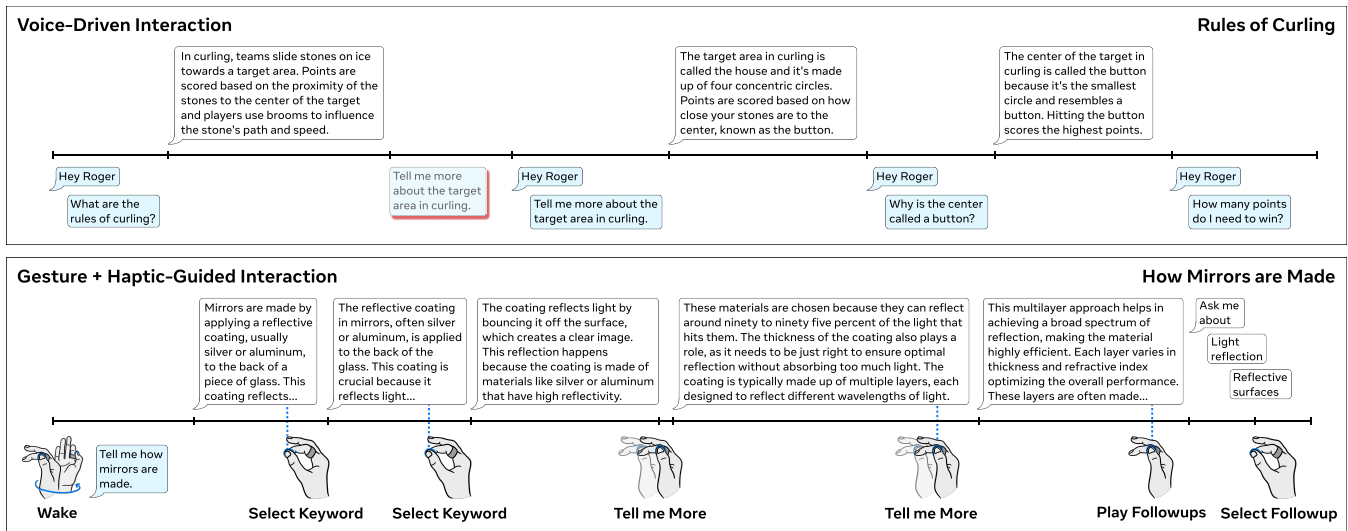 Voice-Driven Interaction
Rules of Curling
In curling, teams slide stones on ice
towards a target area. Points are
scored based on the proximity of the
stones to the center of the target
and players use brooms to influence
the stone's path and speed.
The target area in curling is
called the house and it's made
up of four concentric circles.
Points are scored based on how
close your stones are to the
center, known as the button.
The center of the target in
curling is called the button
because it's the smallest
circle and resembles a
button. Hitting the button
scores the highest points.
Hey Roger
What are the
rules of curling?
Tell me more
about the target
area in curling.
Hey Roger
Tell me more about the
target area in curling.
Hey Roger
Why is the center
called a button?
Hey Roger
How many points
do I need to win?
Gesture + Haptic-Guided Interaction
How Mirrors are Made
Mirrors are made by
applying a reflective
coating, usually
silver or aluminum,
to the back of a
piece of glass. This
coating reflects...
The reflective coating
in mirrors, often silver
or aluminum, is applied
to the back of the
glass. This coating is
crucial because it
reflects light...
The coating reflects light by
bouncing it off the surface,
which creates a clear image.
This reflection happens
because the coating is made of
materials like silver or aluminum
that have high reflectivity.
These materials are chosen because they can reflect
around ninety to ninety five percent of the light that
hits them. The thickness of the coating also plays a
role, as it needs to be just right to ensure optimal
reflection without absorbing too much light. The
coating is typically made up of multiple layers, each
designed to reflect different wavelengths of light.
This multilayer approach helps in
achieving a broad spectrum of
reflection, making the material
highly efficient. Each layer varies in
thickness and refractive index
optimizing the overall performance.
These layers are often made...
Ask me
about
Light
reflection
Reflective
surfaces
Tell me how
mirrors are
made.
Wake
Select Keyword
Select Keyword
Tell me More
Tell me More
Play Followups
Select Followup